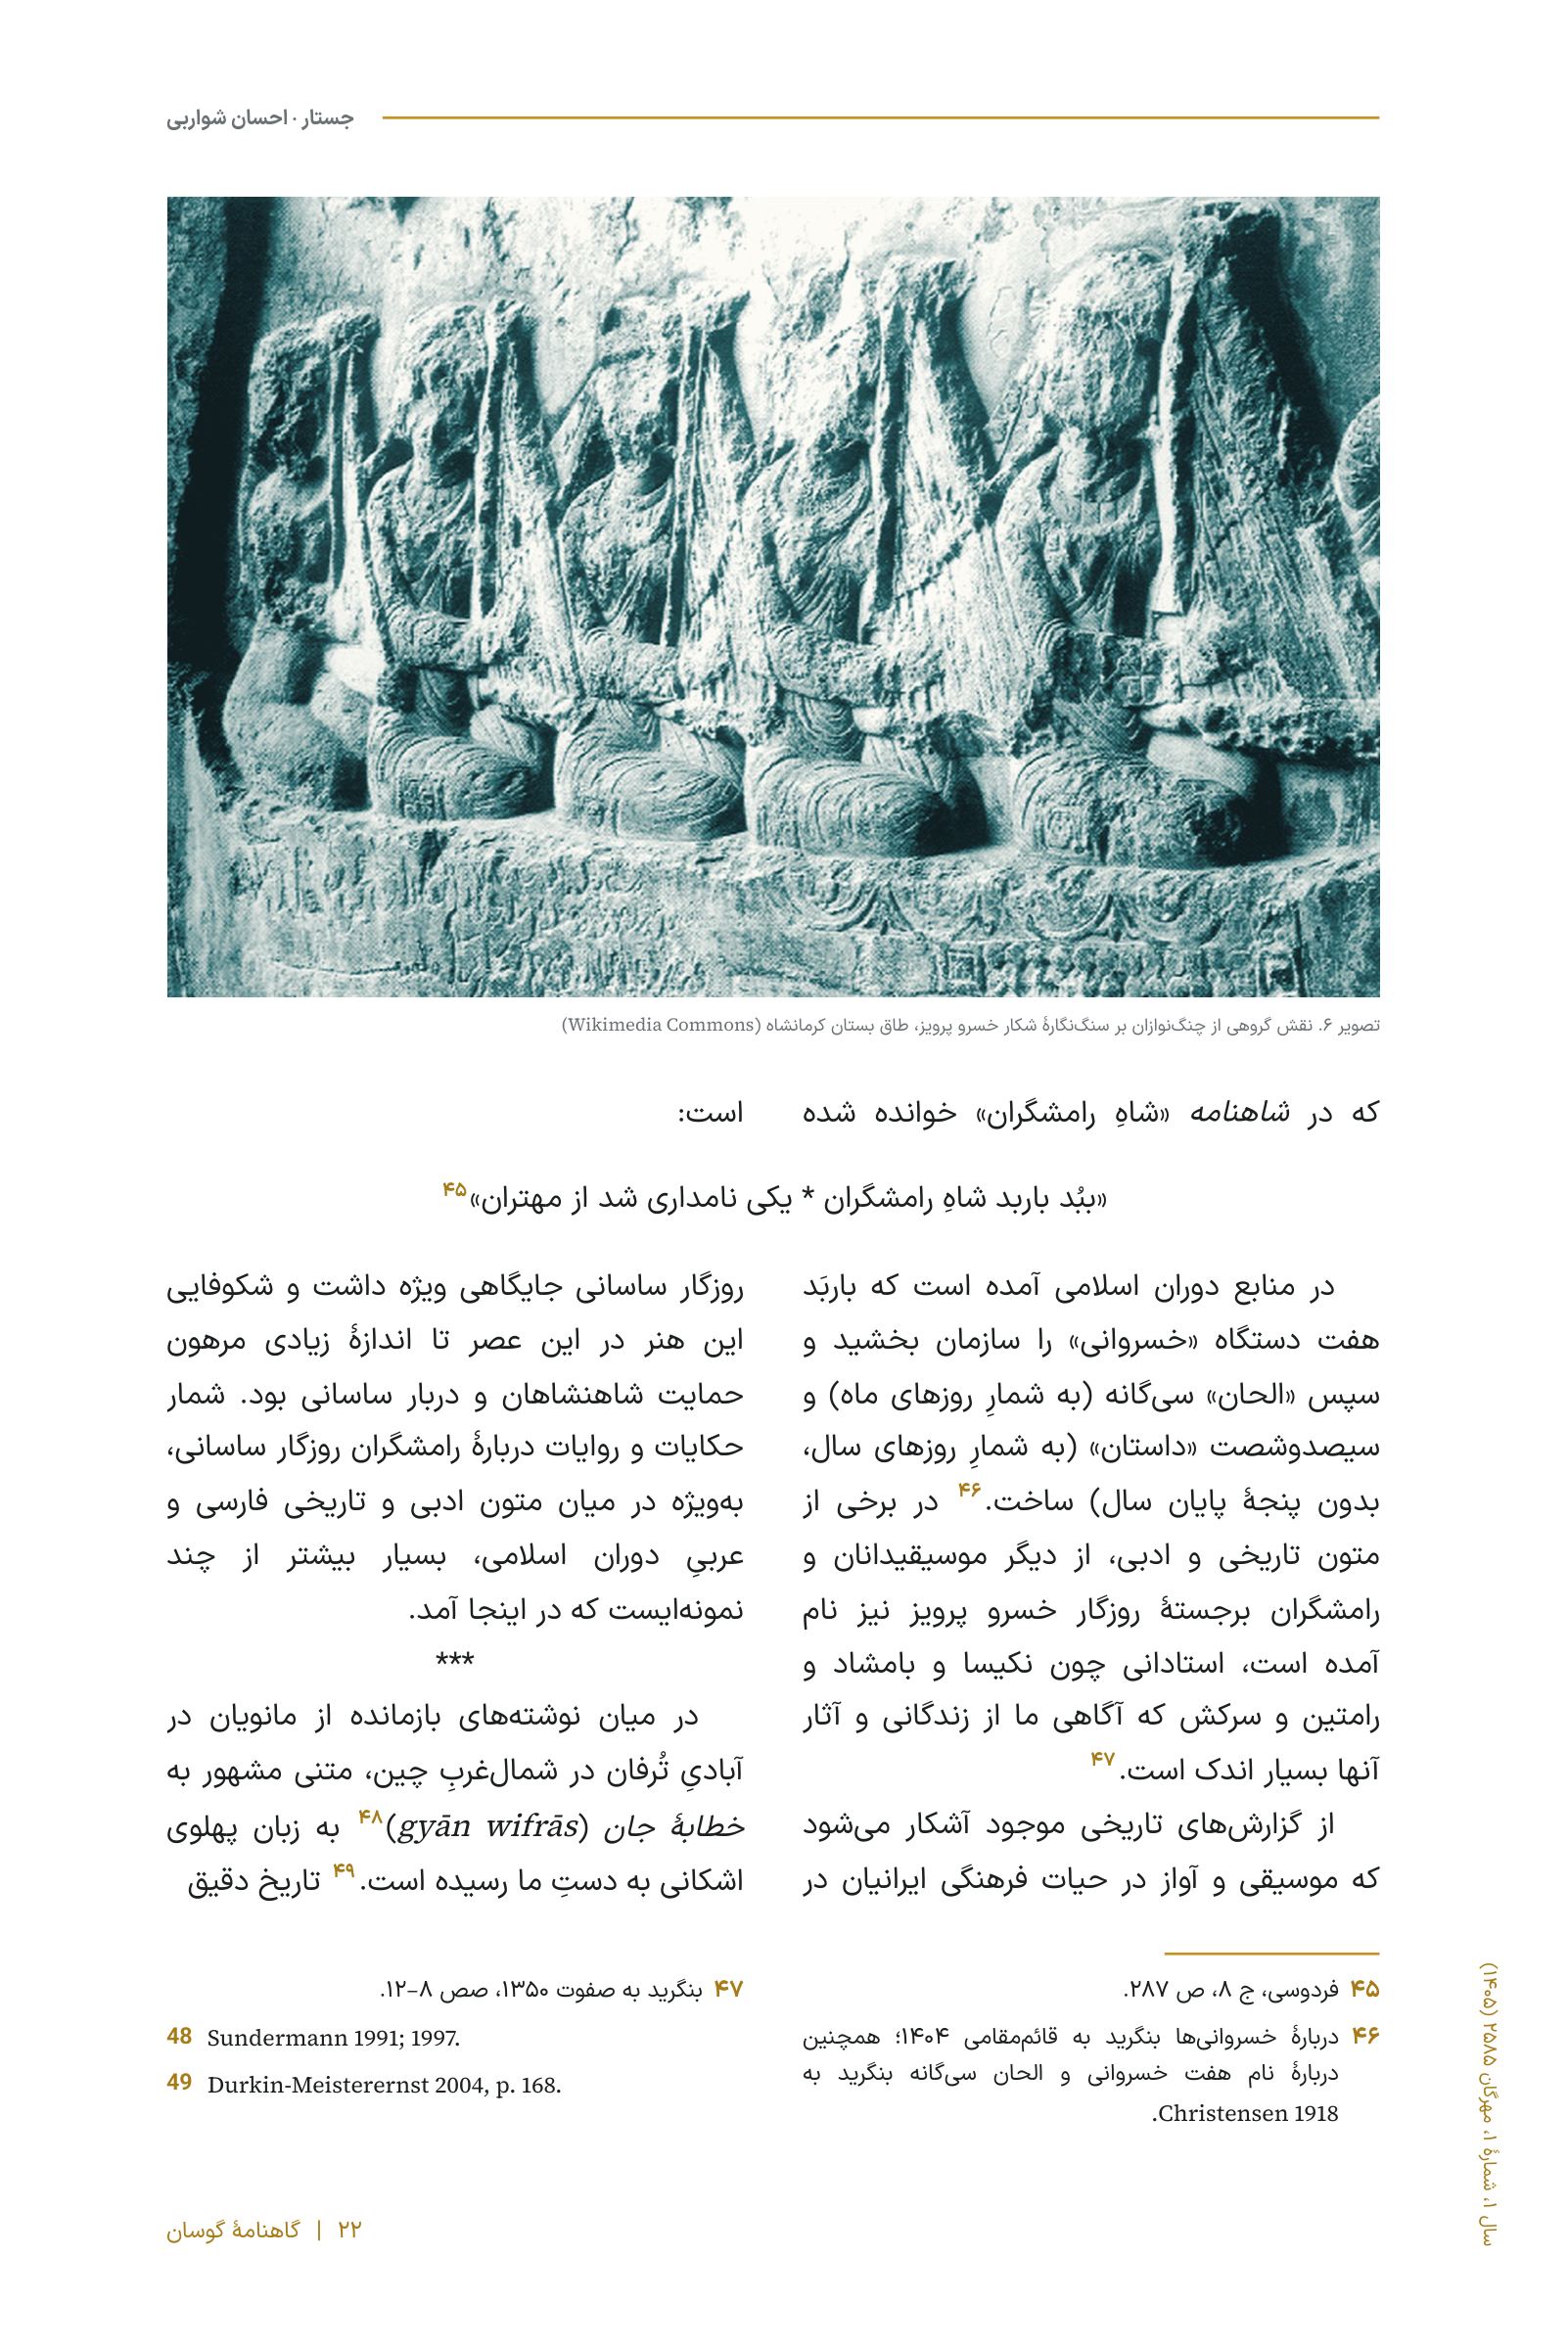 جستار · احسان شواربی
تصویر ۶. نقش گروهی از چنگ‌نوازان بر سنگ‌نگارهٔ شکار خسرو پرویز، طاق بستان کرمانشاه (Wikimedia Commons)
که در شاهنامه «شاهِ رامشگران» خوانده شده
است:
«ببُد باربد شاهِ رامشگران * یکی نامداری شد از مهتران»۴۵
در منابع دوران اسلامی آمده است که باربَد
هفت دستگاه «خسروانی» را سازمان بخشید و
سپس «الحان» سی‌گانه (به شمارِ روزهای ماه) و
سیصدوشصت «داستان» (به شمارِ روزهای سال،
بدون پنجهٔ پایان سال) ساخت.۴۶ در برخی از
متون تاریخی و ادبی، از دیگر موسیقیدانان و
رامشگران برجستهٔ روزگار خسرو پرویز نیز نام
آمده است، استادانی چون نکیسا و بامشاد و
رامتین و سرکش که آگاهی ما از زندگانی و آثار
آنها بسیار اندک است.۴۷
از گزارش‌های تاریخی موجود آشکار می‌شود
که موسیقی و آواز در حیات فرهنگی ایرانیان در
روزگار ساسانی جایگاهی ویژه داشت و شکوفایی
این هنر در این عصر تا اندازهٔ زیادی مرهون
حمایت شاهنشاهان و دربار ساسانی بود. شمار
حکایات و روایات دربارهٔ رامشگران روزگار ساسانی،
به‌ویژه در میان متون ادبی و تاریخی فارسی و
عربیِ دوران اسلامی، بسیار بیشتر از چند
نمونه‌ایست که در اینجا آمد.
***
در میان نوشته‌های بازمانده از مانویان در
آبادیِ تُرفان در شمال‌غربِ چین، متنی مشهور به
خطابهٔ جان (gyān wifrās)۴۸ به زبان پهلوی
اشکانی به دستِ ما رسیده است.۴۹ تاریخ دقیق
۴۵ فردوسی، ج ۸، ص ۲۸۷.
۴۶ دربارهٔ خسروانی‌ها بنگرید به قائم‌مقامی ۱۴۰۴؛ همچنین
دربارهٔ نام هفت خسروانی و الحان سی‌گانه بنگرید به
Christensen 1918.
۴۷ بنگرید به صفوت ۱۳۵۰، صص ۸–۱۲.
48 Sundermann 1991; 1997.
49 Durkin-Meisterernst 2004, p. 168.
سال ۱، شمارهٔ ۱، مهرگان ۲۵۸۵ (۱۴۰۵)
۲۲ | گاهنامهٔ گوسان